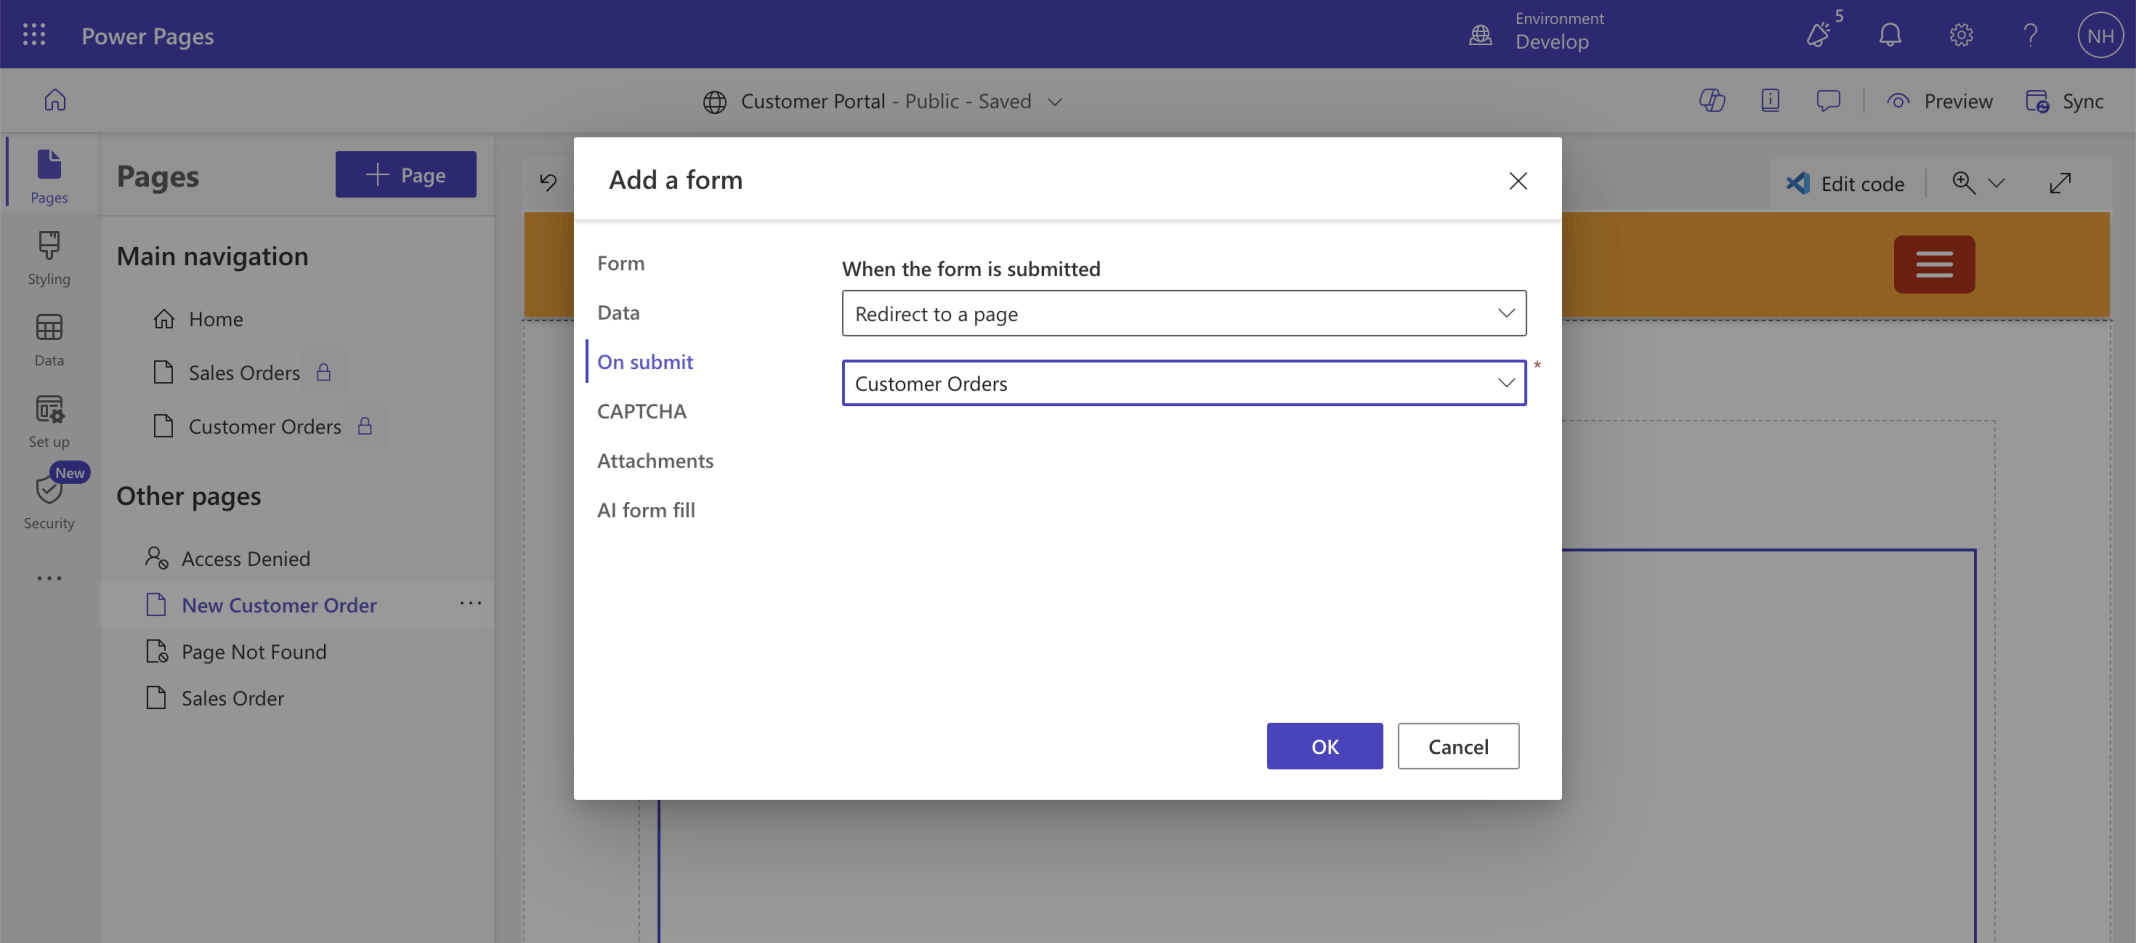 Power Pages
Environment
Develop
5
NH
Customer Portal - Public - Saved
Preview
Sync
Pages
Styling
Data
Set up
New
Security
Pages
Page
Main navigation
Home
Sales Orders
Customer Orders
Other pages
Access Denied
New Customer Order
Page Not Found
Sales Order
Edit code
Add a form
Form
Data
On submit
CAPTCHA
Attachments
AI form fill
When the form is submitted
Redirect to a page
Customer Orders
*
OK
Cancel